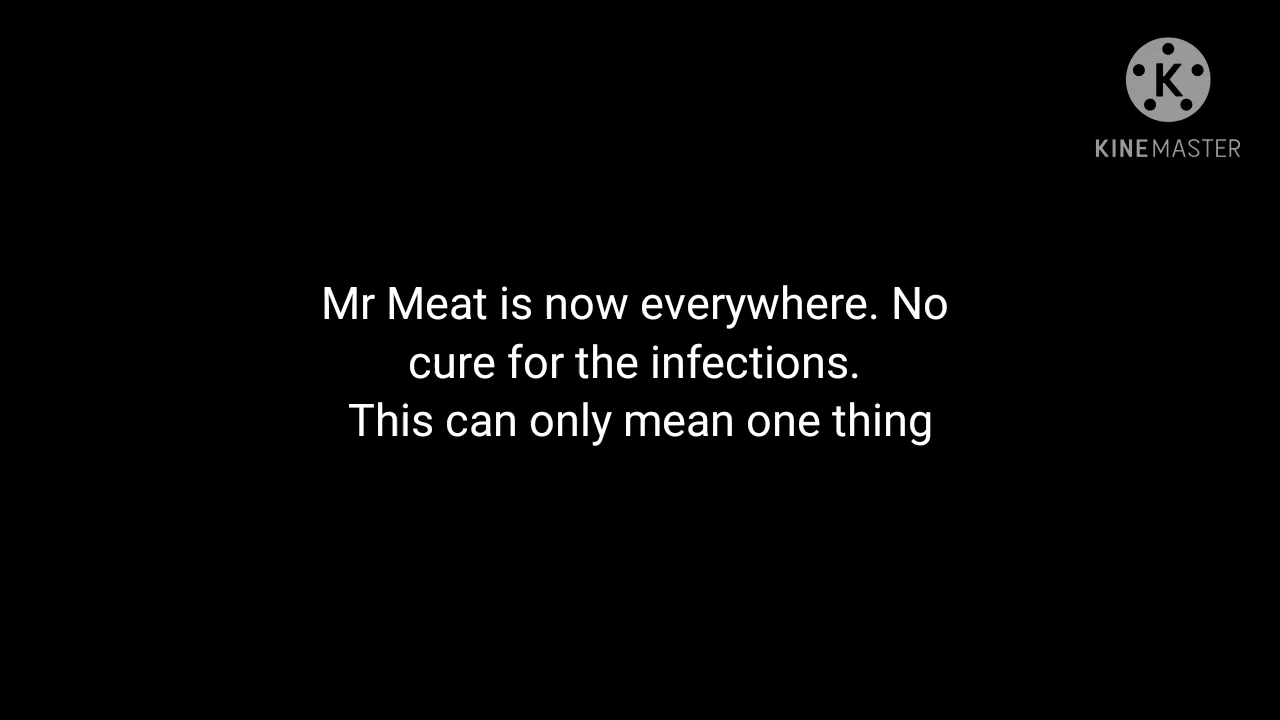 K
KINEMASTER
Mr Meat is now everywhere. No
cure for the infections.
This can only mean one thing